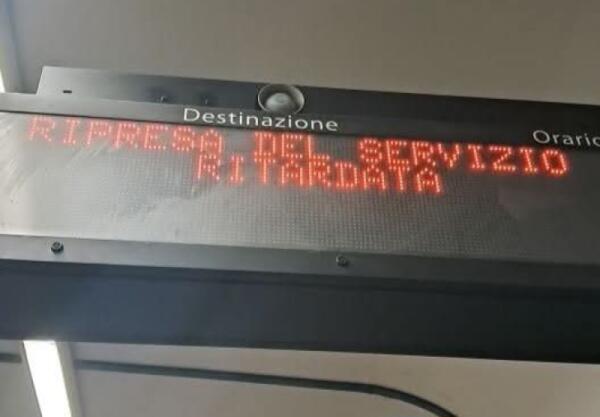 Destinazione Orario
RIPRESA DEL SERVIZIO
RITARDATA